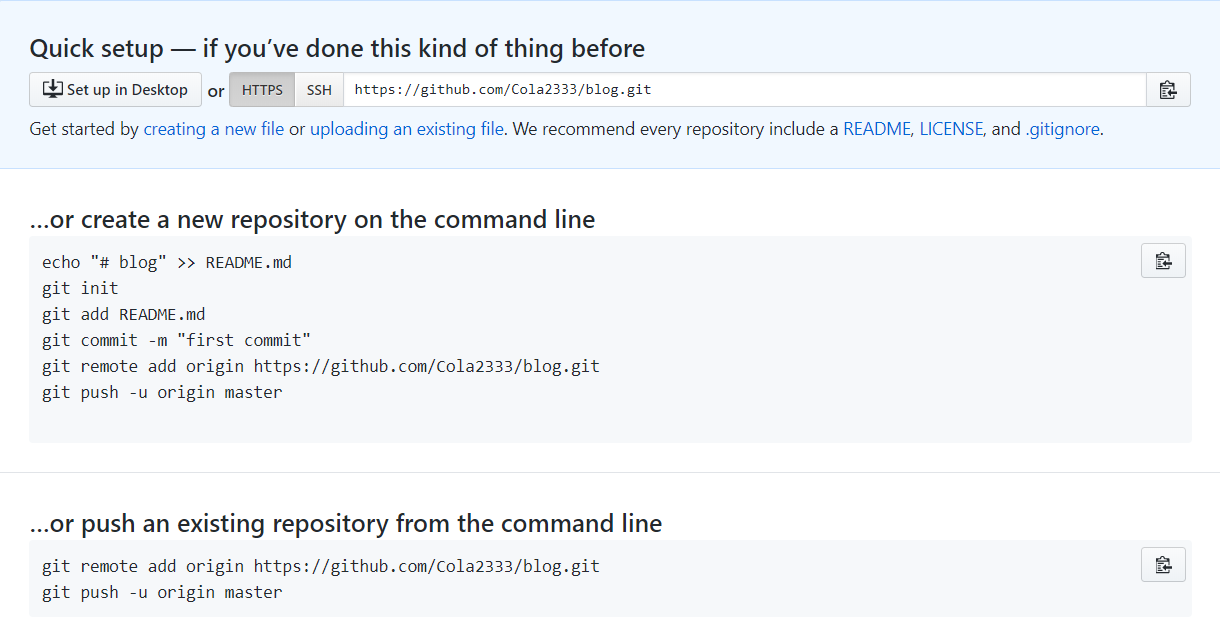 Quick setup — if you’ve done this kind of thing before
Set up in Desktop or HTTPS SSH https://github.com/Cola2333/blog.git
Get started by creating a new file or uploading an existing file. We recommend every repository include a README, LICENSE, and .gitignore.
…or create a new repository on the command line
echo "# blog" >> README.md
git init
git add README.md
git commit -m "first commit"
git remote add origin https://github.com/Cola2333/blog.git
git push -u origin master
…or push an existing repository from the command line
git remote add origin https://github.com/Cola2333/blog.git
git push -u origin master